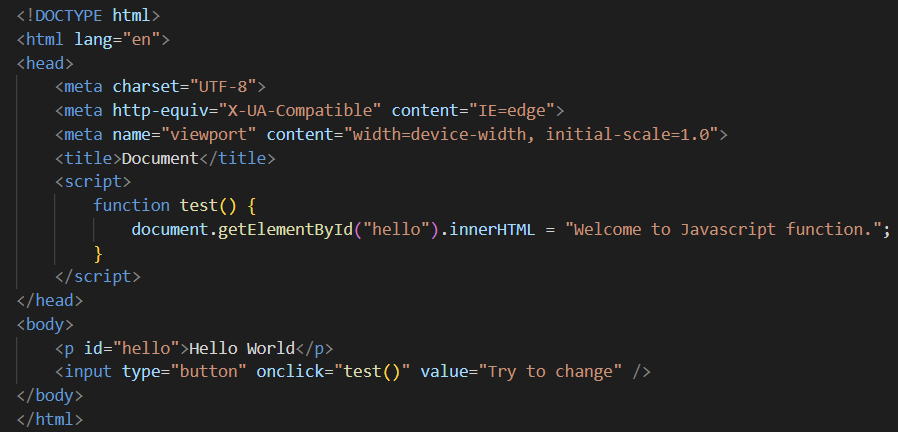 <!DOCTYPE html>
<html lang="en">
<head>
    <meta charset="UTF-8">
    <meta http-equiv="X-UA-Compatible" content="IE=edge">
    <meta name="viewport" content="width=device-width, initial-scale=1.0">
    <title>Document</title>
    <script>
        function test() {
            document.getElementById("hello").innerHTML = "Welcome to Javascript function.";
        }
    </script>
</head>
<body>
    <p id="hello">Hello World</p>
    <input type="button" onclick="test()" value="Try to change" />
</body>
</html>